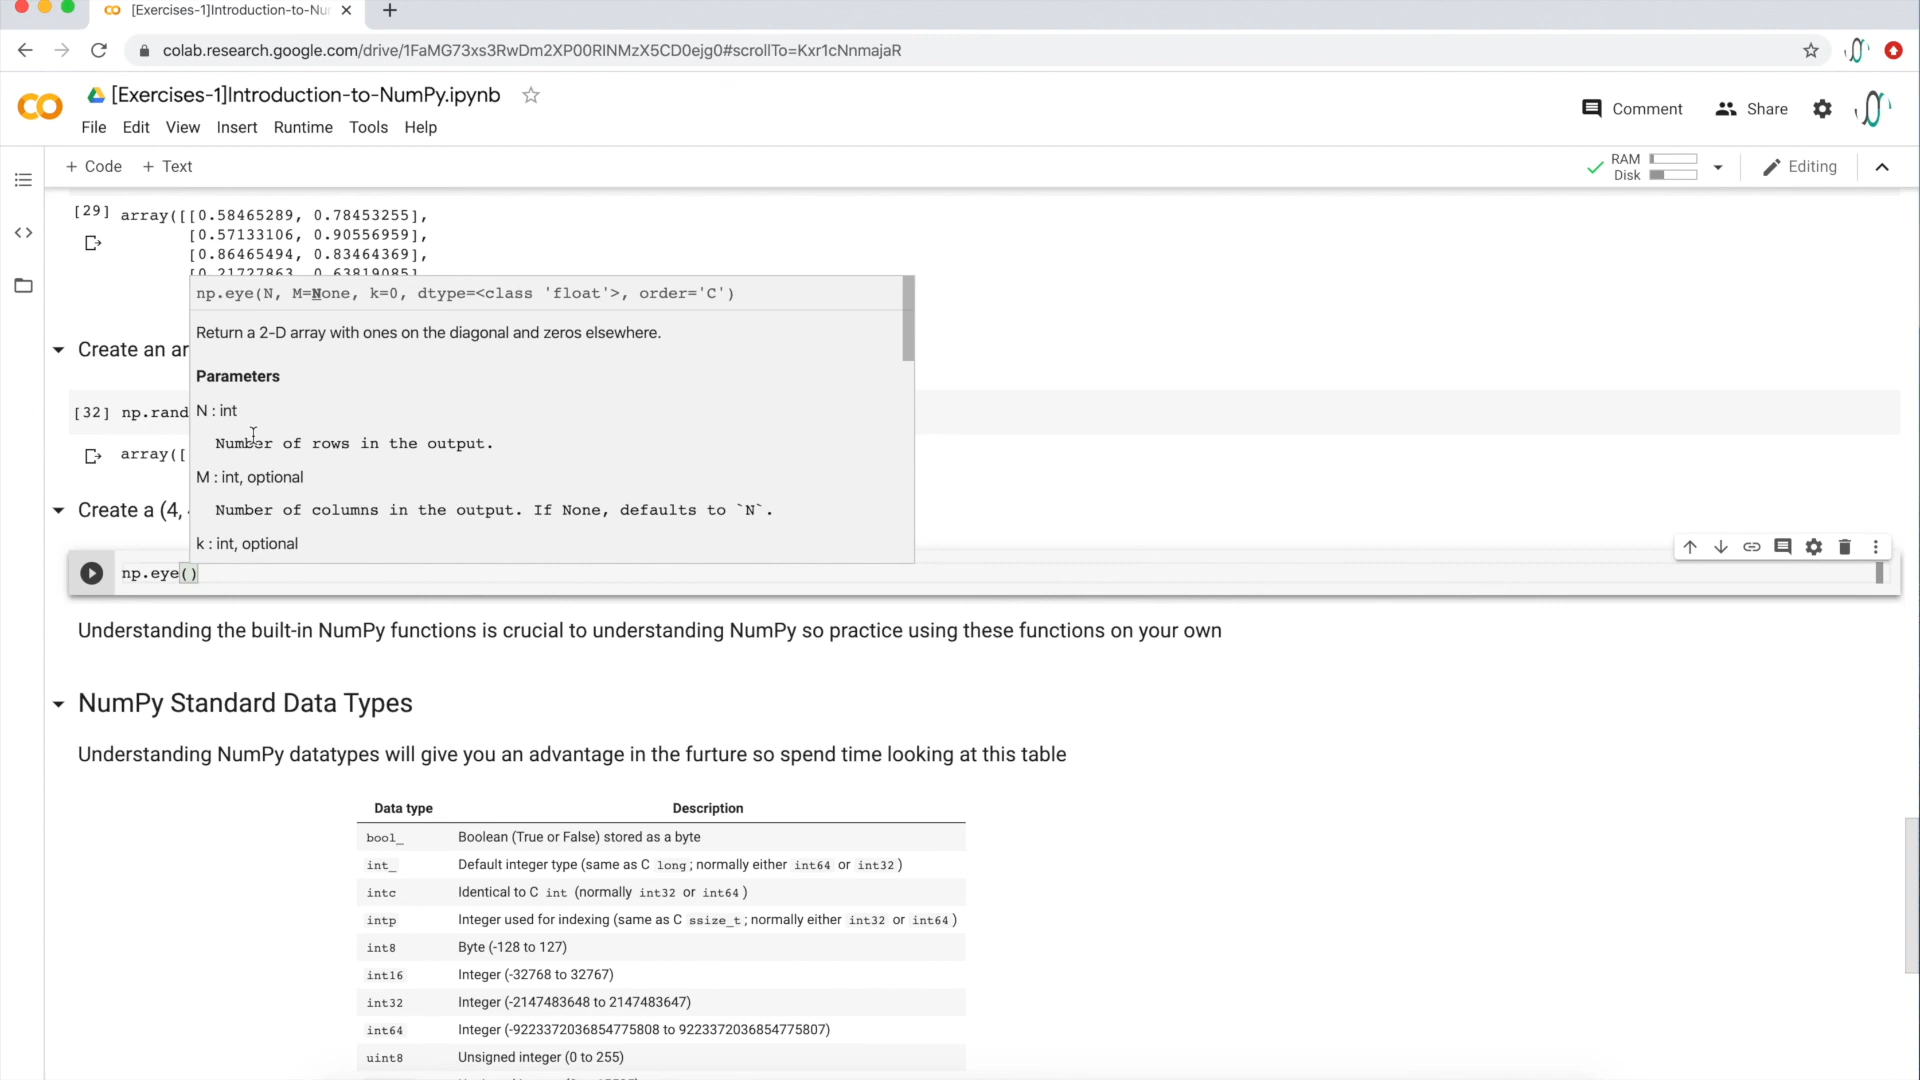 [Exercises-1]Introduction-to-Nu
colab.research.google.com/drive/1FaMG73xs3RwDm2XP00RINMzX5CD0ejg0#scrollTo=Kxr1cNnmajaR
[Exercises-1]Introduction-to-NumPy.ipynb
Comment Share
File Edit View Insert Runtime Tools Help
+ Code + Text RAM Disk Editing
[29] array([[0.58465289, 0.78453255],
[0.57133106, 0.90556959],
[0.86465494, 0.83464369],
[0.21727863, 0.63819085],
np.eye(N, M=None, k=0, dtype=<class 'float'>, order='C')
Return a 2-D array with ones on the diagonal and zeros elsewhere.
Create an ar
Parameters
[32] np.rand
N : int
Number of rows in the output.
array([
M : int, optional
Create a (4,
Number of columns in the output. If None, defaults to `N`.
k : int, optional
np.eye()
Understanding the built-in NumPy functions is crucial to understanding NumPy so practice using these functions on your own
NumPy Standard Data Types
Understanding NumPy datatypes will give you an advantage in the furture so spend time looking at this table
Data type Description
bool_ Boolean (True or False) stored as a byte
int_ Default integer type (same as C long; normally either int64 or int32)
intc Identical to C int (normally int32 or int64)
intp Integer used for indexing (same as C ssize_t; normally either int32 or int64)
int8 Byte (-128 to 127)
int16 Integer (-32768 to 32767)
int32 Integer (-2147483648 to 2147483647)
int64 Integer (-9223372036854775808 to 9223372036854775807)
uint8 Unsigned integer (0 to 255)